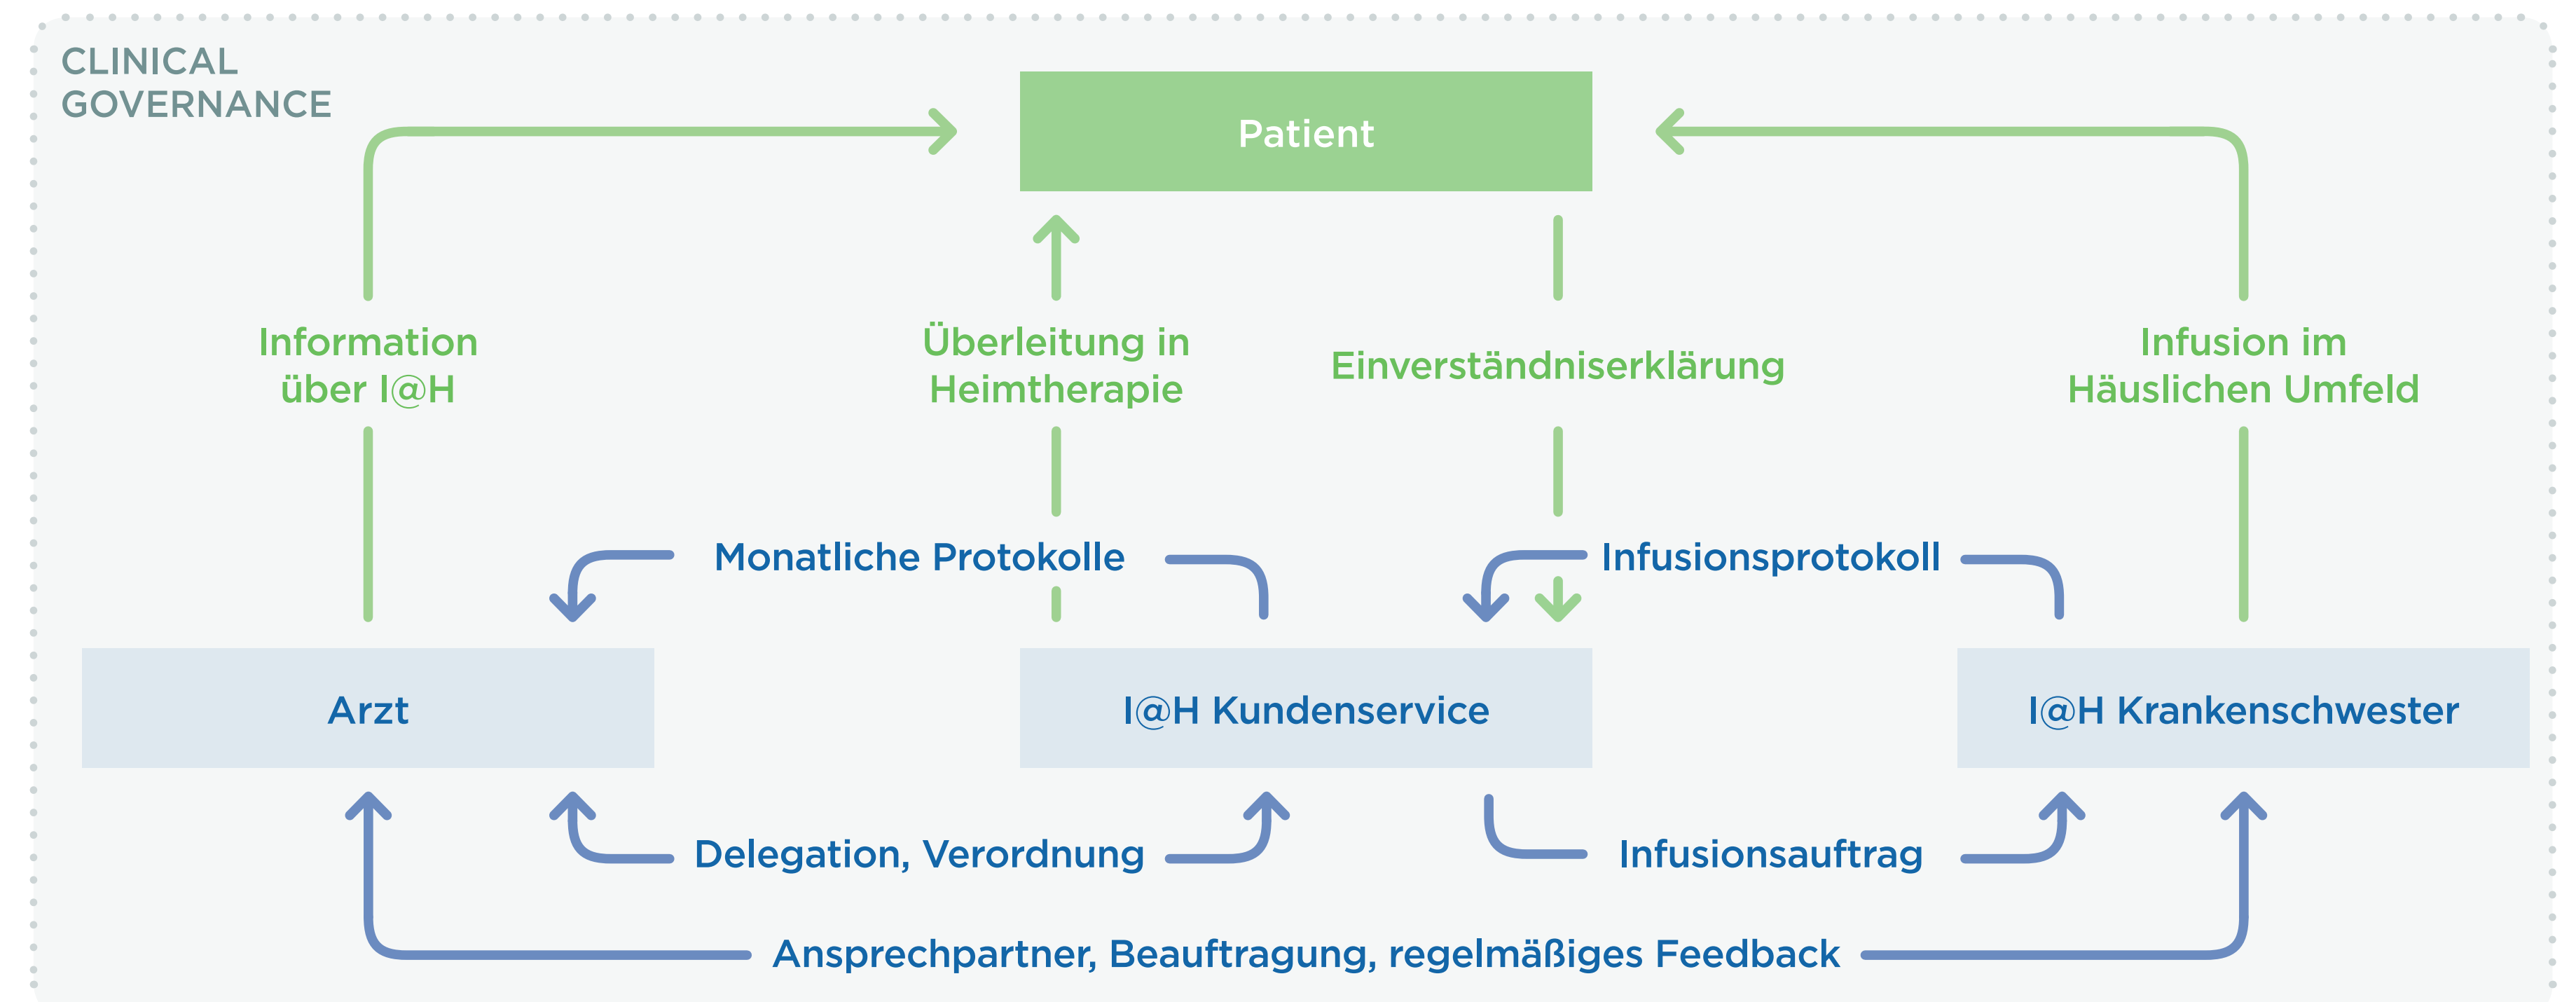 CLINICAL
GOVERNANCE
Patient
Information
über I@H
Überleitung in
Heimtherapie
Einverständniserklärung
Infusion im
Häuslichen Umfeld
Monatliche Protokolle
Infusionsprotokoll
Arzt
I@H Kundenservice
I@H Krankenschwester
Delegation, Verordnung
Infusionsauftrag
Ansprechpartner, Beauftragung, regelmäßiges Feedback